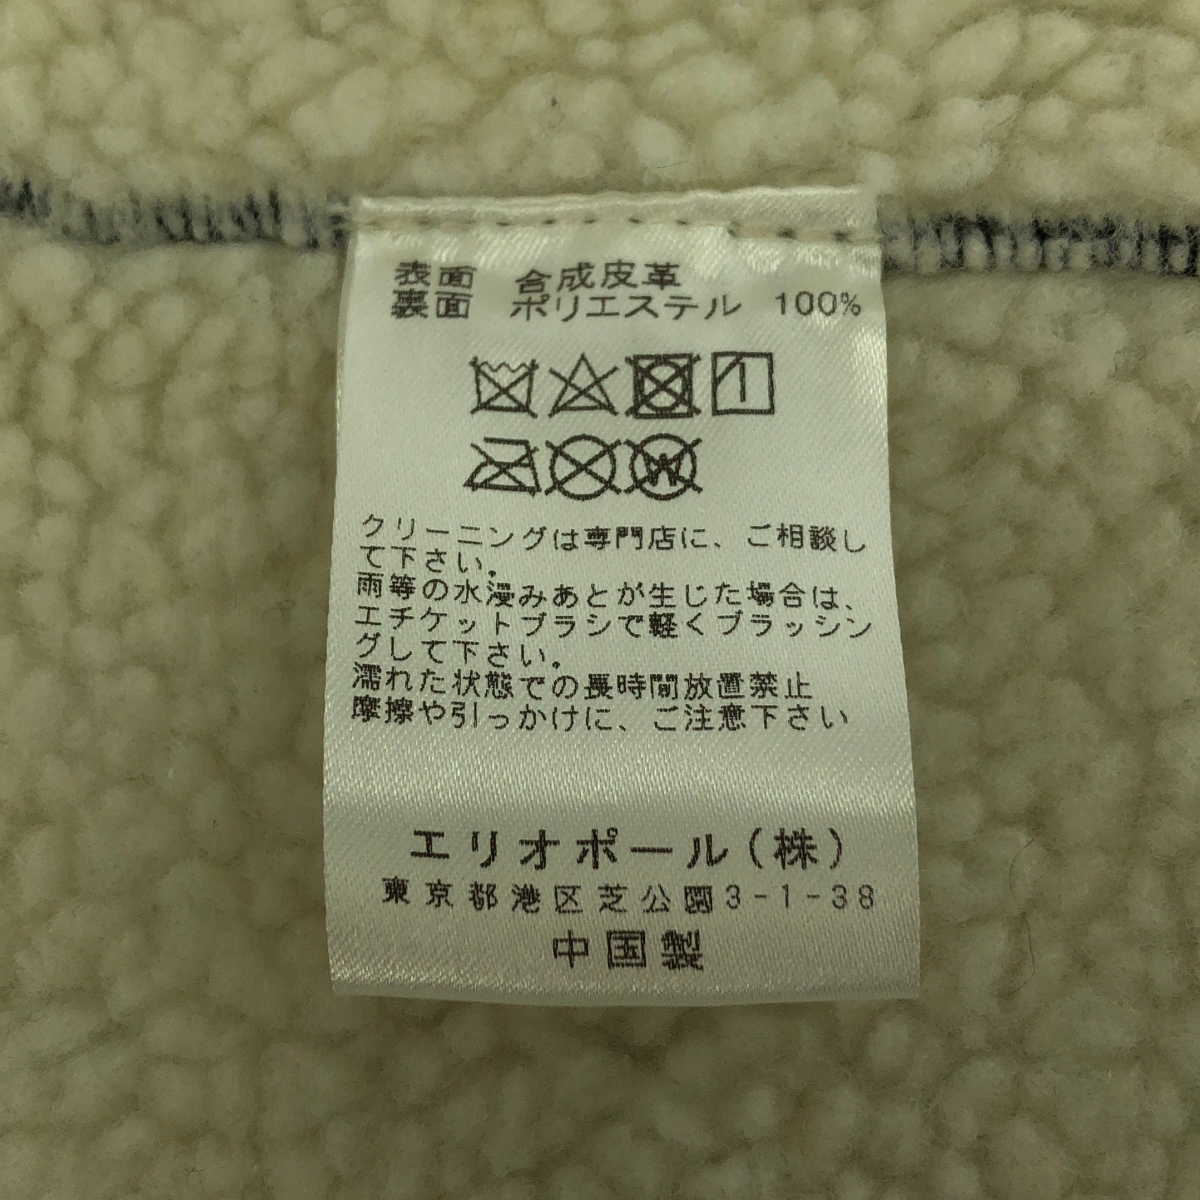 表面 合成皮革
裏面 ポリエステル 100%
W
クリーニングは専門店に、ご相談し
て下さい。
雨等の水浸みあとが生じた場合は、
エチケットブラシで軽くブラッシン
グして下さい。
濡れた状態での長時間放置禁止
摩擦や引っかけに、ご注意下さい
エリオポール(株)
東京都港区芝公園3-1-38
中国製